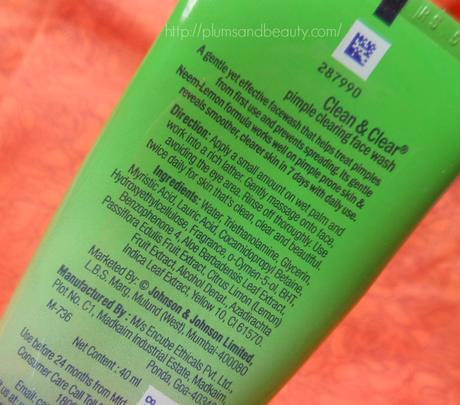 http://plumsandbeauty.com/
RS. 6
287990
Clean & Clear®
pimple clearing face wash
A gentle yet effective facewash that helps treat pimples
from first use and prevents spreading. Its gentle
Neem-Lemon formula works well on pimple prone skin &
reveals smoother, clearer skin in 7 days with daily use.
Direction: Apply a small amount on wet palm and
work into a rich lather! Gently massage onto face,
avoiding the eye area. Rinse off thoroughly. Use
twice daily for skin that's clean clear and beautiful.
Ingredients: Water, Triethanolamine, Glycerin,
Myristic Acid, Lauric Acid, Cocamidopropyl Betaine,
Hydroxyethylcellulose, Fragrance, o-cymen-5-ol, BHT,
Benzophenone 4, Aloe Barbadensis Leaf Extract,
Passiflora Edulis Fruit Extract, Citrus Limon (Lemon)
Fruit Extract, Alcohol Denat, Azadirachta
Indica Leaf Extract, Yellow 10, CI 61570.
Marketed By: © Johnson & Johnson Limited,
L.B.S. Marg, Mulund (West), Mumbai-400080
Manufactured by : M/s Encube Ethicals Pvt. Ltd.
Plot No. C1, Madkaim Industrial Estate, Madkaim
Ponda, Goa-40340
M-736
Net Content : 40 ml
Use before 24 months from Mfd
Consumer Care Call Toll